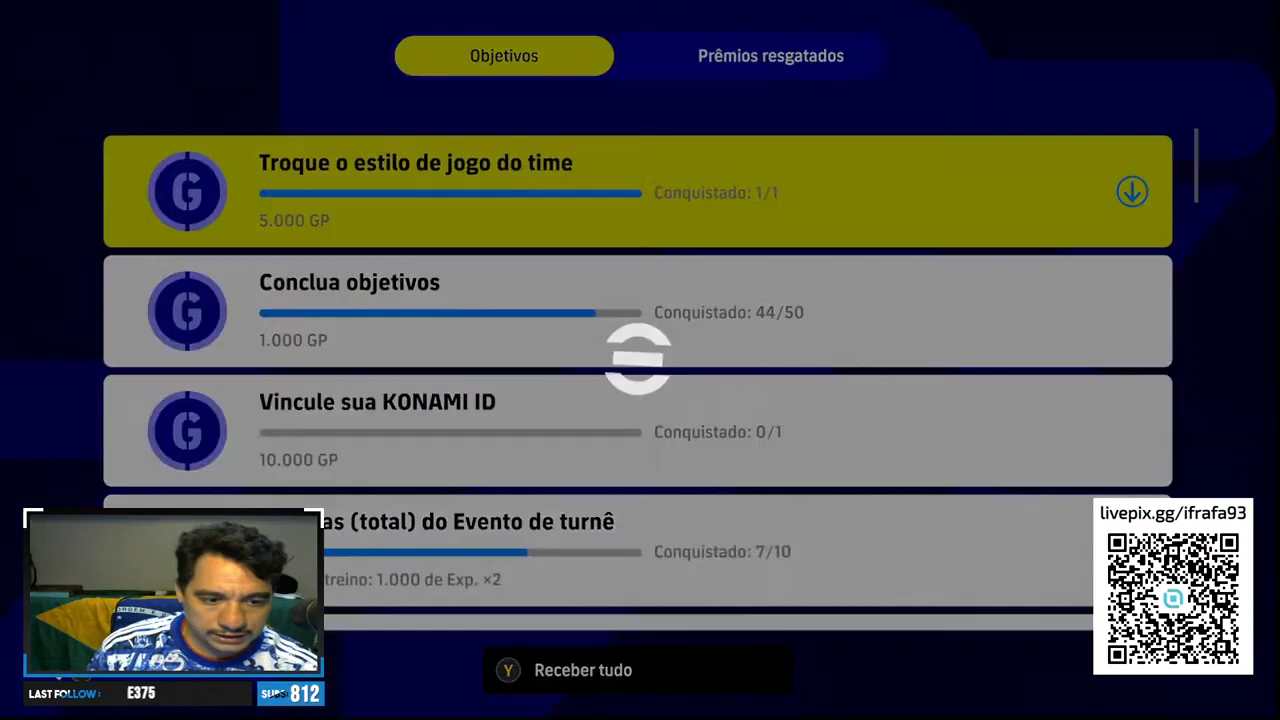 Objetivos
Prêmios resgatados
Troque o estilo de jogo do time
Conquistado: 1/1
5.000 GP
Conclua objetivos
Conquistado: 44/50
1.000 GP
Vincule sua KONAMI ID
Conquistado: 0/1
10.000 GP
(total) do Evento de turnê
Conquistado: 7/10
treino: 1.000 de Exp. ×2
livepix.gg/ifrafa93
Y Receber tudo
LAST FOLLOW: E375
SUBS: 812